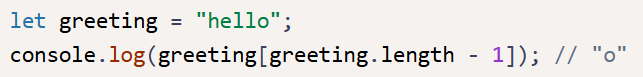 let greeting = "hello";
console.log(greeting[greeting.length - 1]); // "o"